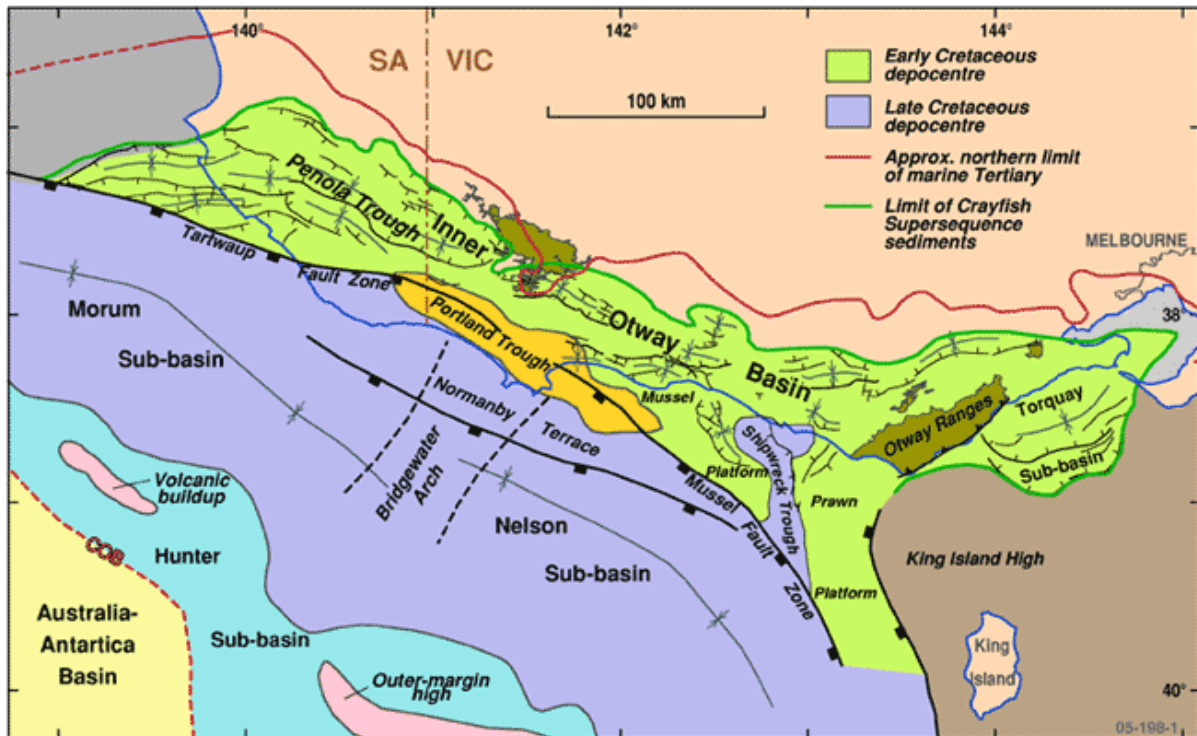 140°
142°
144°
SA
VIC
100 km
Early Cretaceous
depocentre
Late Cretaceous
depocentre
Approx. northern limit
of marine Tertiary
Limit of Crayfish
Supersequence
sediments
MELBOURNE
38°
Penola Trough
Inner
Otway
Basin
Tartwaup
Fault Zone
Portland Trough
Morum
Sub-basin
Mussel
Platform
Normanby
Terrace
Bridgewater
Arch
Shipwreck Trough
Otway Ranges
Torquay
Sub-basin
Volcanic
buildup
Nelson
Sub-basin
Mussel
Fault
Zone
Prawn
Platform
King Island High
COB
Hunter
Sub-basin
Australia-
Antartica
Basin
Outer-margin
high
King
Island
40°
05-198-1